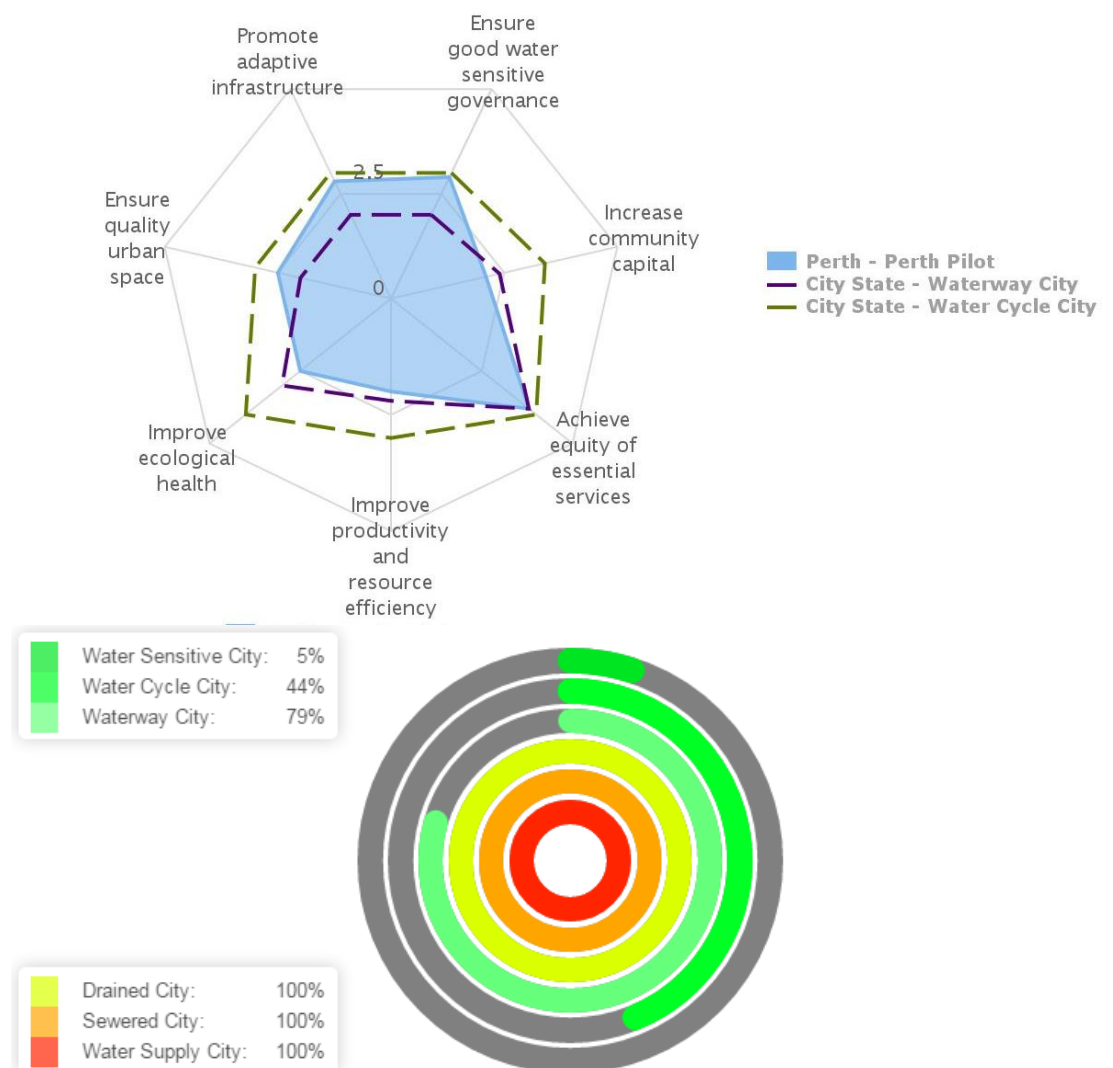 Promote
adaptive
infrastructure
Ensure
good water
sensitive
governance
2.5
Ensure
quality
urban
space
Increase
community
capital
0
Perth - Perth Pilot
City State - Waterway City
City State - Water Cycle City
Improve
ecological
health
Achieve
equity of
essential
services
Improve
productivity
and
resource
efficiency
Water Sensitive City: 5%
Water Cycle City: 44%
Waterway City: 79%
Drained City: 100%
Sewered City: 100%
Water Supply City: 100%